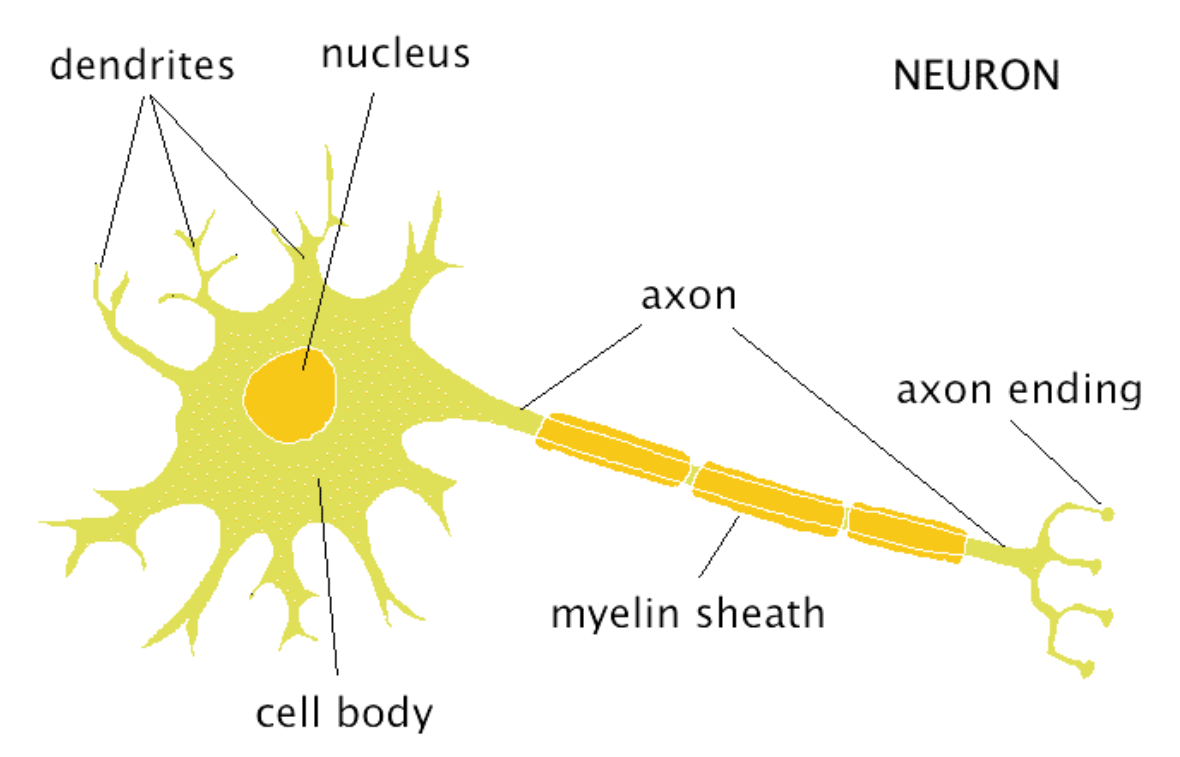 dendrites
nucleus
NEURON
axon
axon ending
myelin sheath
cell body